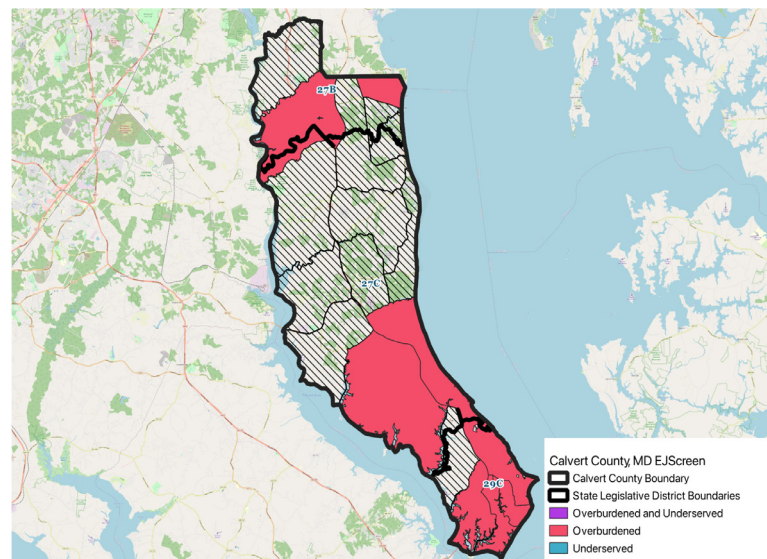 27B
27C
29C
Calvert County, MD EJScreen
Calvert County Boundary
State Legislative District Boundaries
Overburdened and Underserved
Overburdened
Underserved